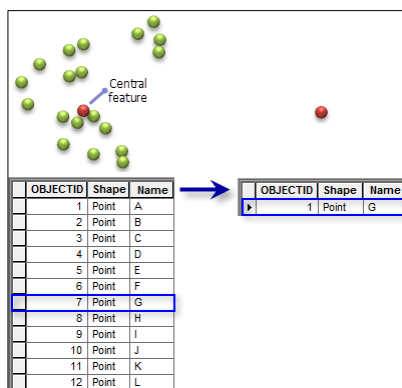 Central
feature
OBJECTID Shape Name
1 Point A
2 Point B
3 Point C
4 Point D
5 Point E
6 Point F
7 Point G
8 Point H
9 Point I
10 Point J
11 Point K
12 Point L
OBJECTID Shape Name
1 Point G